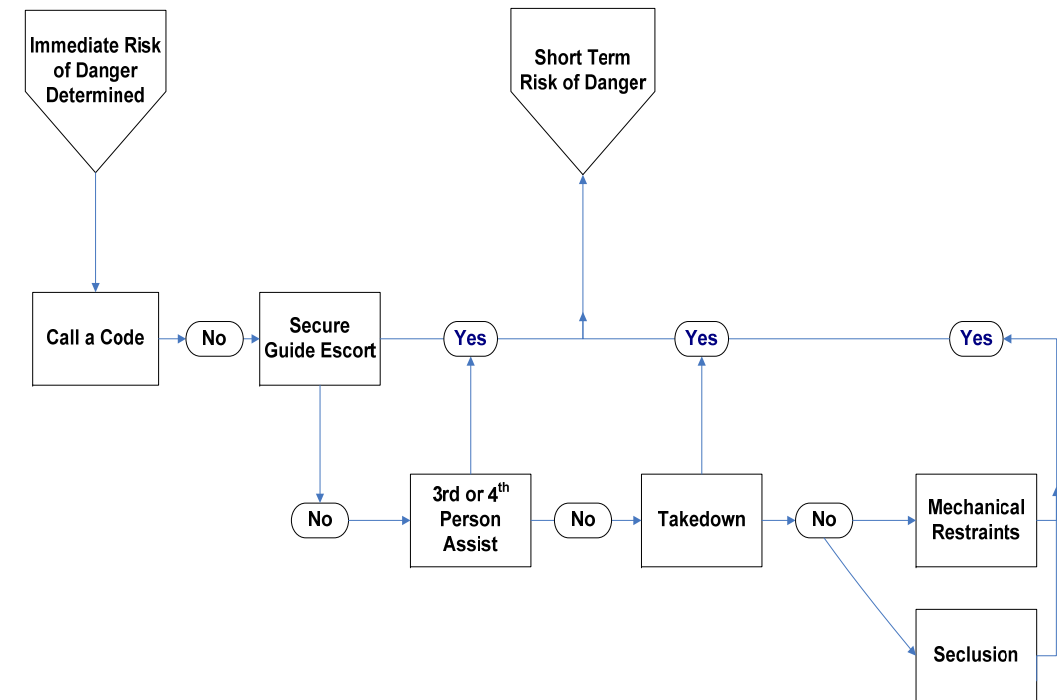 Immediate Risk
of Danger
Determined
Short Term
Risk of Danger
Call a Code
No
Secure
Guide Escort
Yes
Yes
Yes
No
3rd or 4th
Person
Assist
No
Takedown
No
Mechanical
Restraints
Seclusion